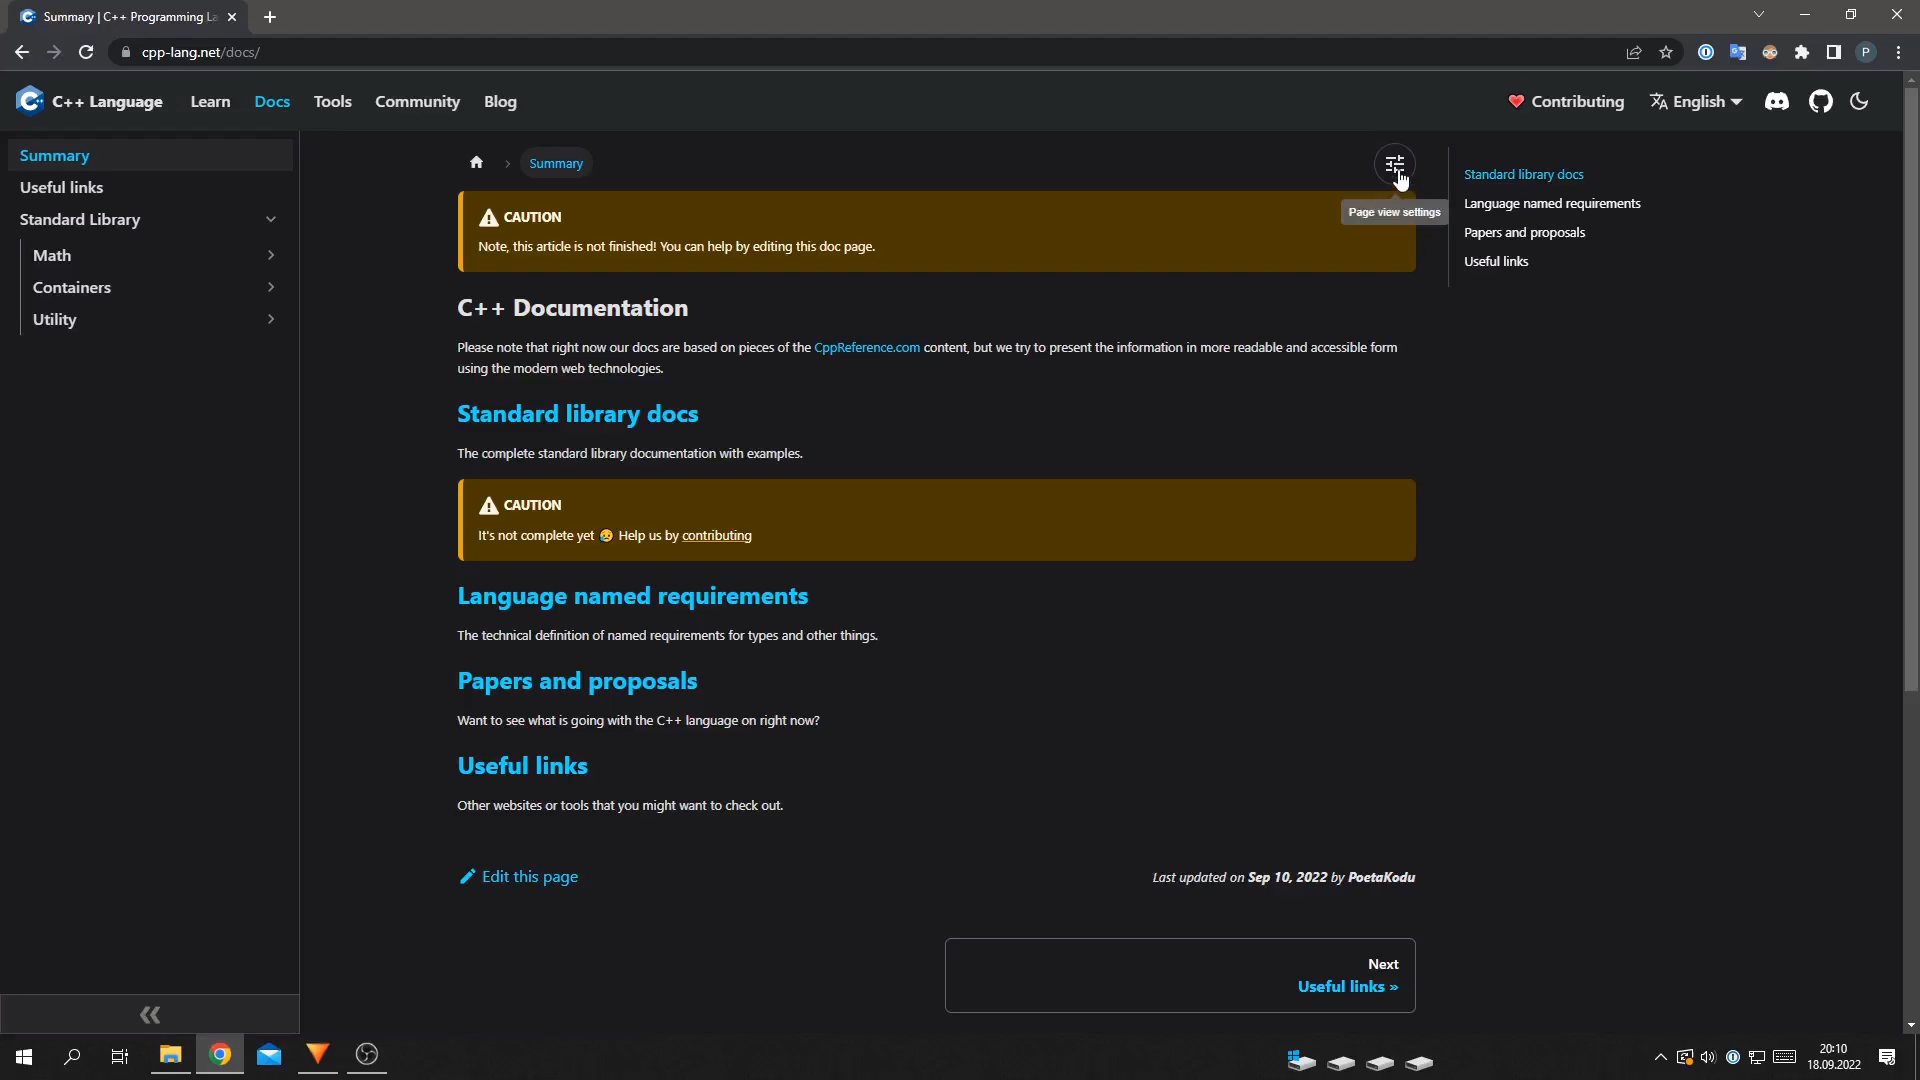 Summary | C++ Programming La
cpp-lang.net/docs/
P
C++ Language
Learn
Docs
Tools
Community
Blog
Contributing
English
Summary
Useful links
Standard Library
Math
Containers
Utility
Summary
Page view settings
CAUTION
Note, this article is not finished! You can help by editing this doc page.
C++ Documentation
Please note that right now our docs are based on pieces of the CppReference.com content, but we try to present the information in more readable and accessible form
using the modern web technologies.
Standard library docs
The complete standard library documentation with examples.
CAUTION
It's not complete yet 😥 Help us by contributing
Language named requirements
The technical definition of named requirements for types and other things.
Papers and proposals
Want to see what is going with the C++ language on right now?
Useful links
Other websites or tools that you might want to check out.
Edit this page
Last updated on Sep 10, 2022 by PoetaKodu
Next
Useful links »
Standard library docs
Language named requirements
Papers and proposals
Useful links
20:10
18.09.2022